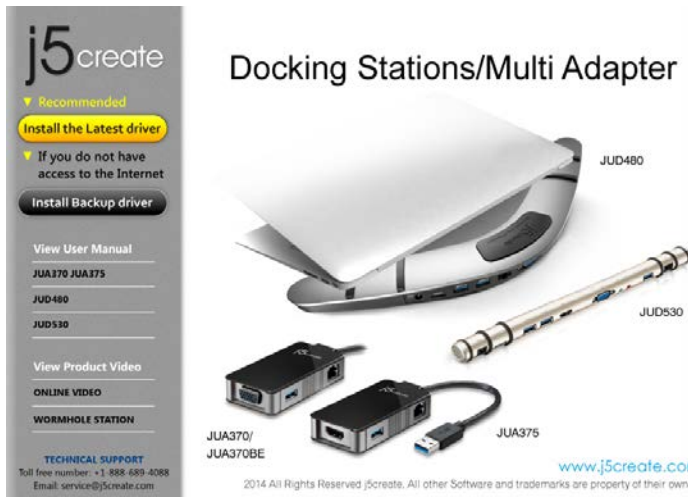 j5create
Recommended
Install the Latest driver
If you do not have
access to the Internet
Install Backup driver
View User Manual
JUA370 JUA375
JUD480
JUD530
View Product Video
ONLINE VIDEO
WORMHOLE STATION
TECHNICAL SUPPORT
Toll free number: +1-888-689-4088
Email: service@j5create.com
Docking Stations/Multi Adapter
JUD480
j5create
JUD530
j5create
j5create
JUA370/
JUA370BE
JUA375
www.j5create.co
2014 All Rights Reserved j5create. All other Software and trademarks are property of their own